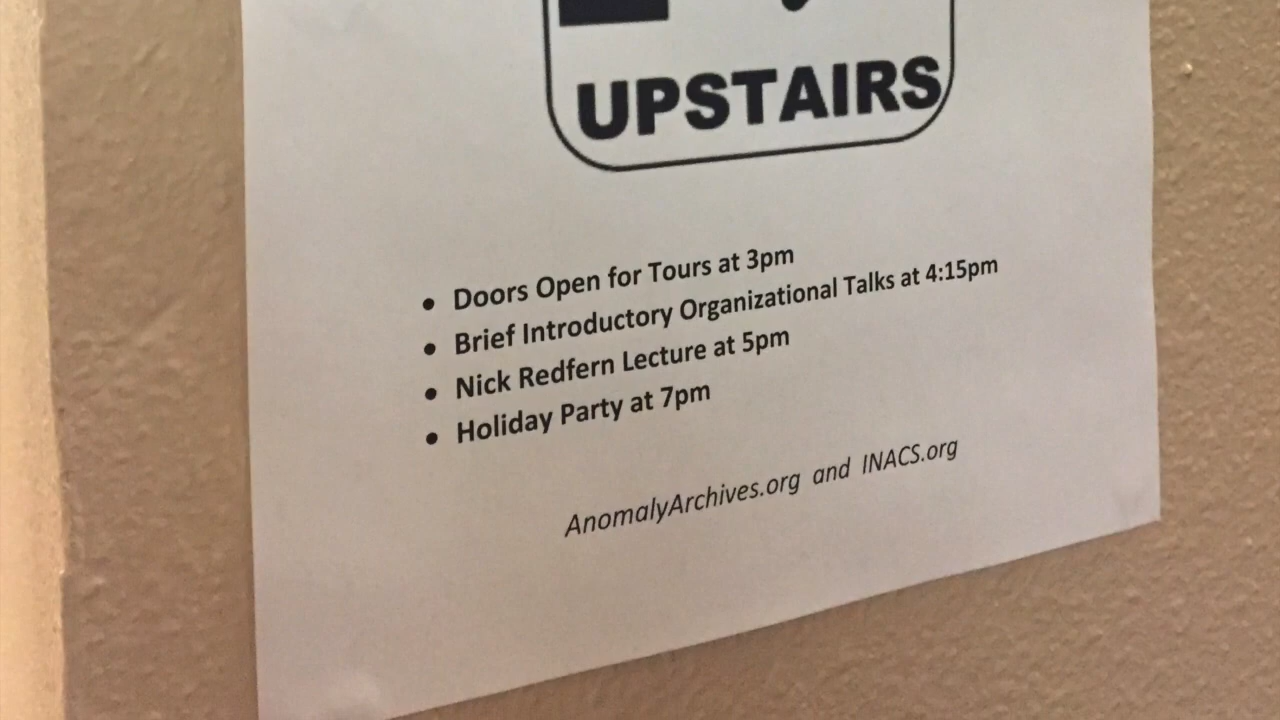 UPSTAIRS
• Doors Open for Tours at 3pm
• Brief Introductory Organizational Talks at 4:15pm
• Nick Redfern Lecture at 5pm
• Holiday Party at 7pm
AnomalyArchives.org and INACS.org